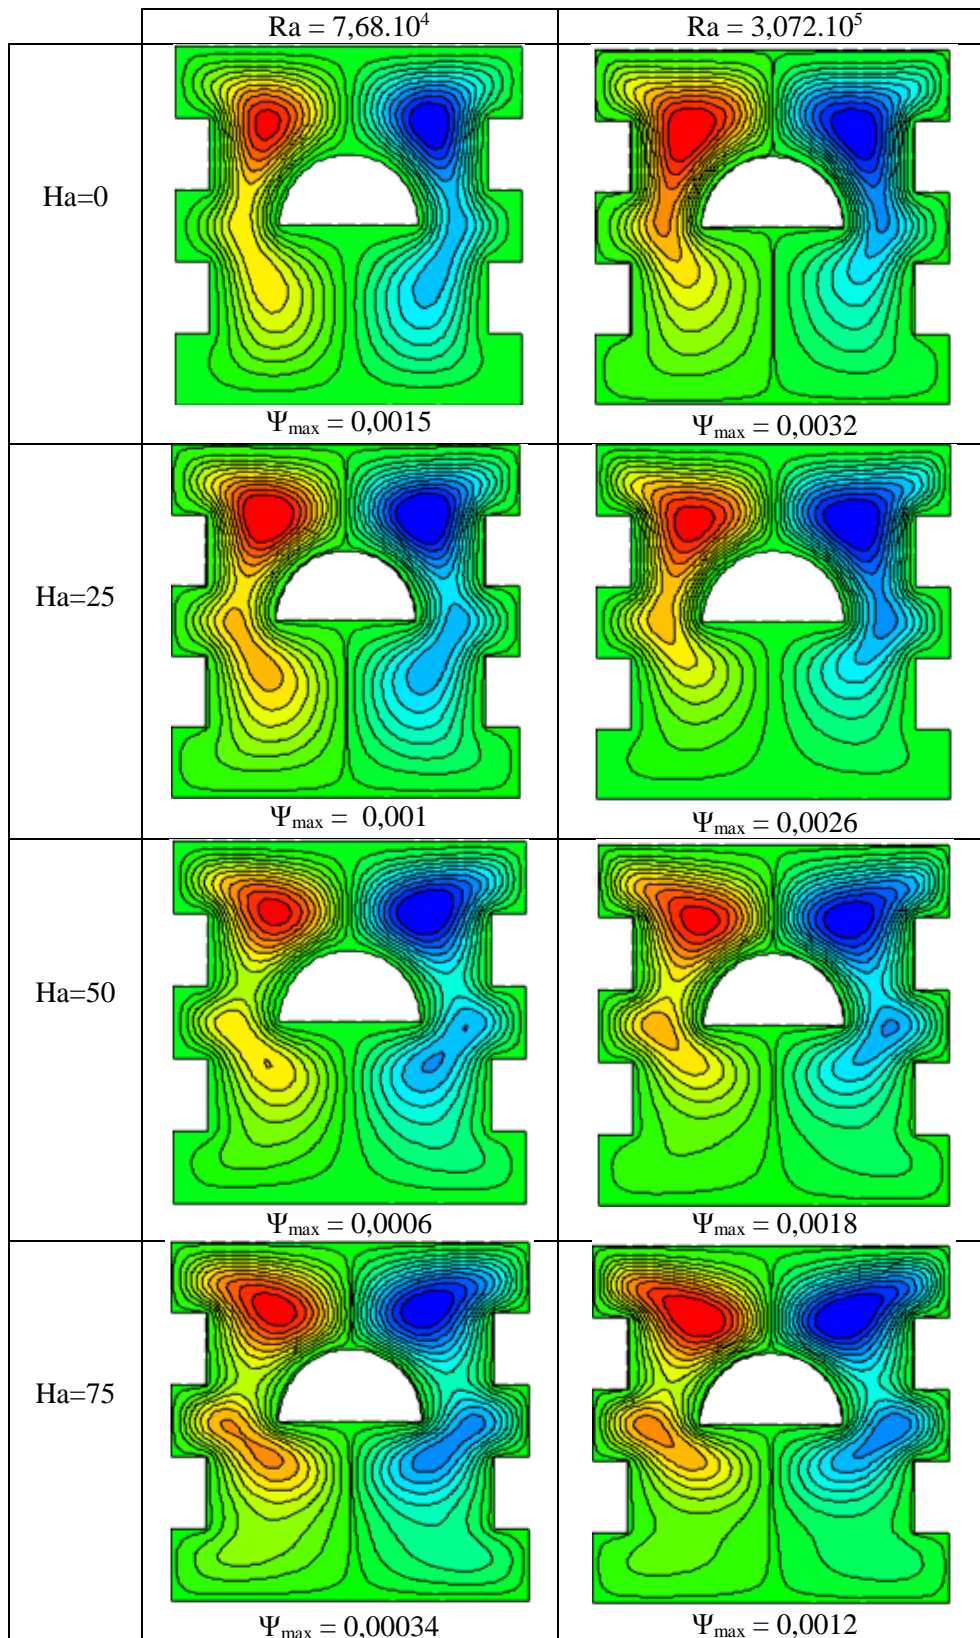 Ra = 7,68.10⁴ Ra = 3,072.10⁵
Ha=0
Ψmax = 0,0015 Ψmax = 0,0032
Ha=25
Ψmax = 0,001 Ψmax = 0,0026
Ha=50
Ψmax = 0,0006 Ψmax = 0,0018
Ha=75
Ψmax = 0,00034 Ψmax = 0,0012